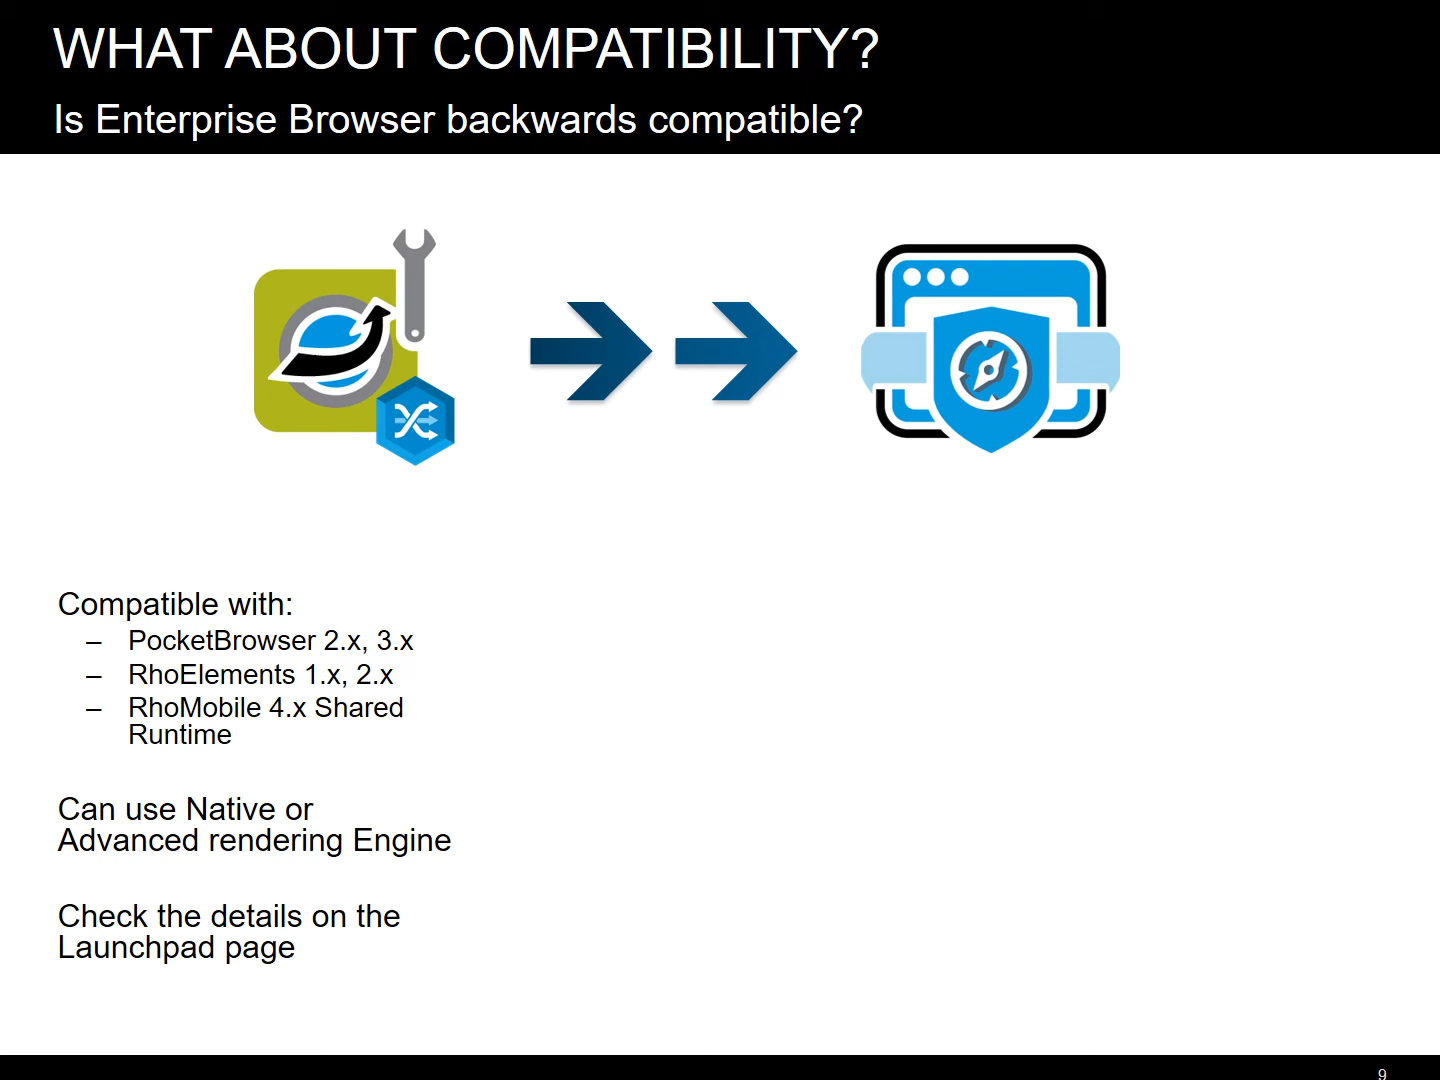 WHAT ABOUT COMPATIBILITY?
Is Enterprise Browser backwards compatible?
Compatible with:
– PocketBrowser 2.x, 3.x
– RhoElements 1.x, 2.x
– RhoMobile 4.x Shared
Runtime
Can use Native or
Advanced rendering Engine
Check the details on the
Launchpad page
9